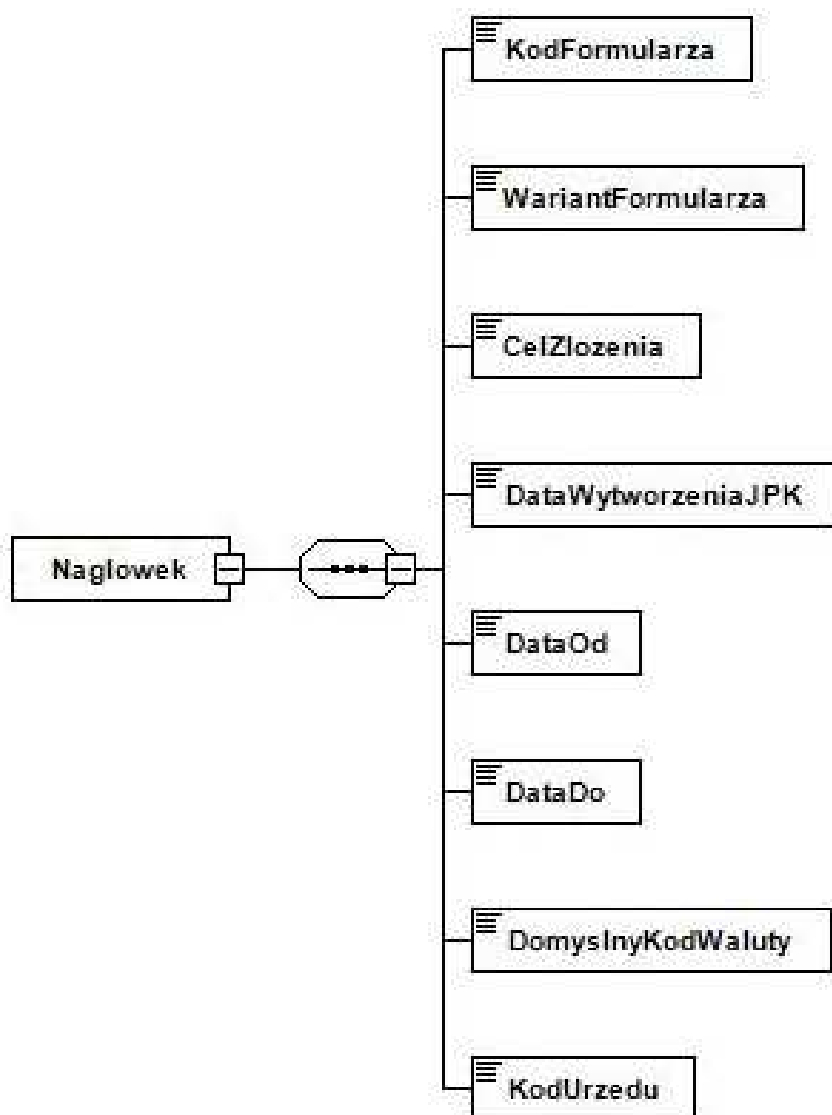 KodFormularza
WariantFormularza
CelZlozenia
DataWytworzeniaJPK
Naglowek
DataOd
DataDo
DomyslnyKodWaluty
KodUrzedu